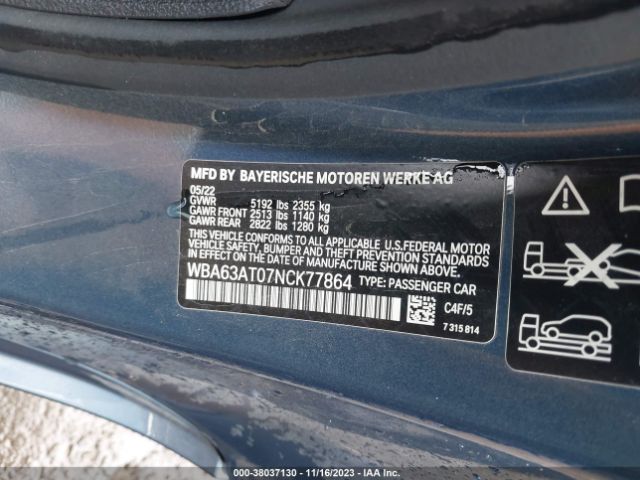 MFD BY BAYERISCHE MOTOREN WERKE AG
05/22
GVWR 5192 lbs 2355 kg
GAWR FRONT 2513 lbs 1140 kg
GAWR REAR 2822 lbs 1280 kg
THIS VEHICLE CONFORMS TO ALL APPLICABLE U.S.FEDERAL MOTOR
VEHICLE SAFETY, BUMPER AND THEFT PREVENTION STANDARDS
IN EFFECT ON THE DATE OF MANUFACTURE SHOWN ABOVE.
WBA63AT07NCK77864 TYPE: PASSENGER CAR
C4F/5
7 315 814
000-38037130 - 11/16/2023 - IAA Inc.